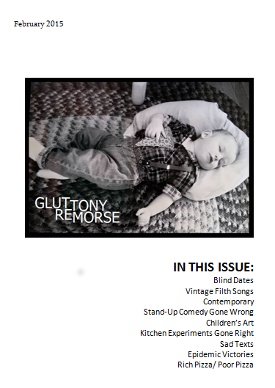 February 2015
GLUTTONY
REMORSE
IN THIS ISSUE:
Blind Dates
Vintage Filth Songs
Contemporary
Stand-Up Comedy Gone Wrong
Children's Art
Kitchen Experiments Gone Right
Sad Texts
Epidemic Victories
Rich Pizza/ Poor Pizza